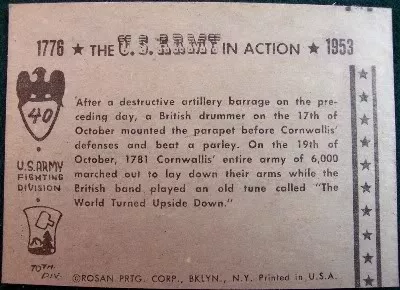 1776 ★ THE U.S. ARMY IN ACTION ★ 1953
40
After a destructive artillery barrage on the pre-
ceding day, a British drummer on the 17th of
October mounted the parapet before Cornwallis'
defenses and beat a parley. On the 19th of
October, 1781 Cornwallis' entire army of 6,000
marched out to lay down their arms while the
British band played an old tune called "The
World Turned Upside Down."
U.S. ARMY
FIGHTING
DIVISION
70TH.
DIV.
©ROSAN PRTG. CORP., BKLYN., N.Y. Printed in U.S.A.